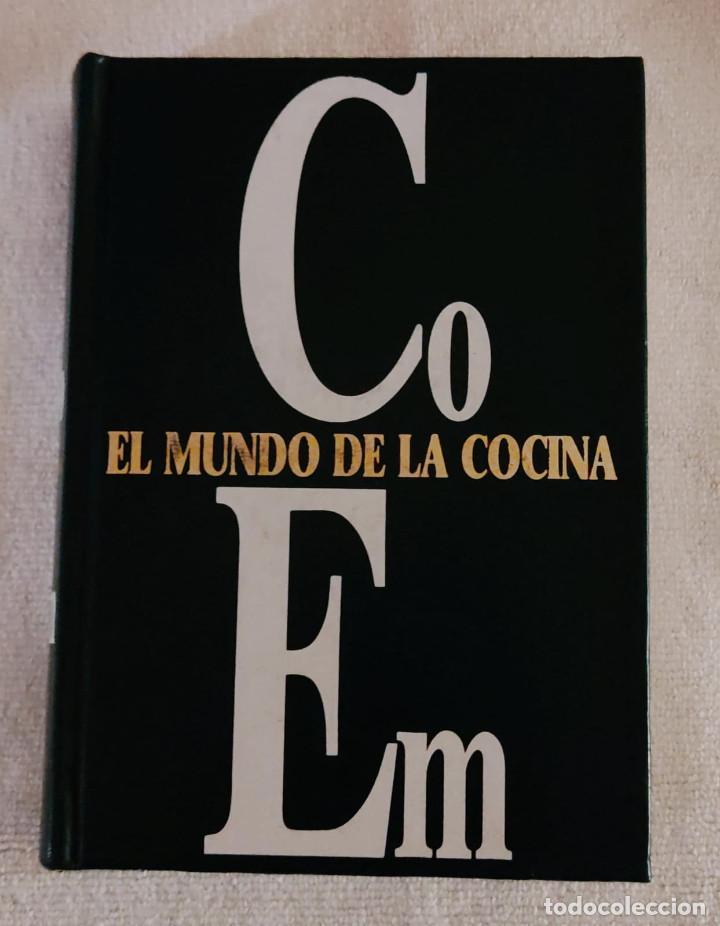 Co
EL MUNDO DE LA COCINA
Em
todocoleccion